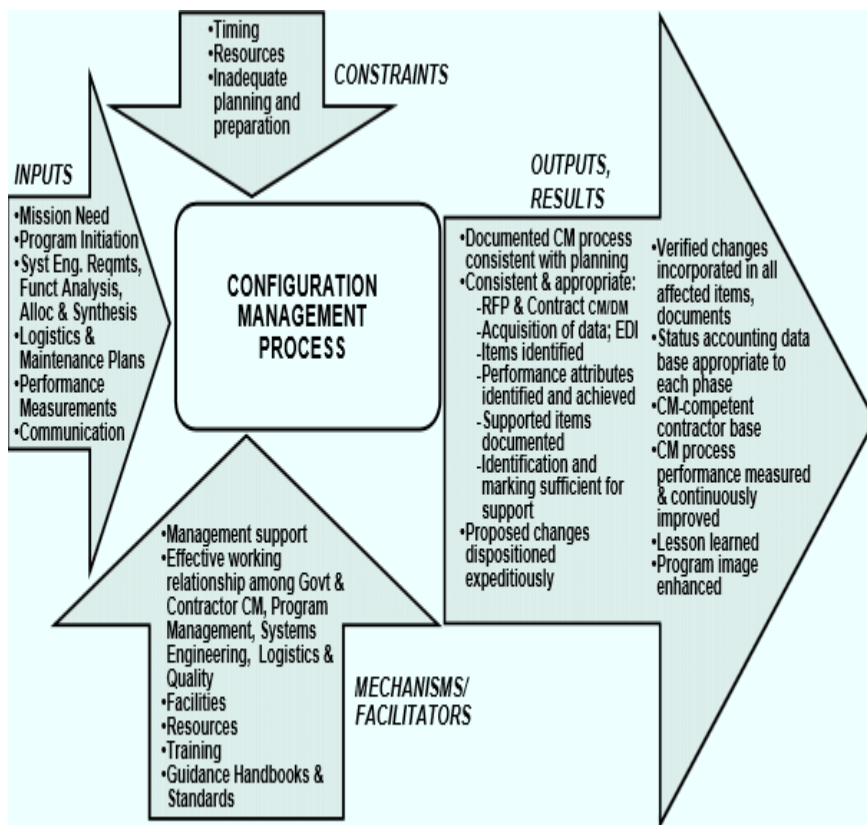 •Timing
•Resources
•Inadequate
planning and
preparation
CONSTRAINTS
INPUTS
•Mission Need
•Program Initiation
•Syst Eng. Reqmts,
Funct Analysis,
Alloc & Synthesis
•Logistics &
Maintenance Plans
•Performance
Measurements
•Communication
CONFIGURATION
MANAGEMENT
PROCESS
OUTPUTS,
RESULTS
•Documented CM process
consistent with planning
•Consistent & appropriate:
-RFP & Contract CM/DM
-Acquisition of data; EDI
-Items identified
-Performance attributes
identified and achieved
-Supported items
documented
-Identification and
marking sufficient for
support
•Proposed changes
dispositioned
expeditiously
•Verified changes
incorporated in all
affected items,
documents
•Status accounting data
base appropriate to
each phase
•CM-competent
contractor base
•CM process
performance measured
& continuously
improved
•Lesson learned
•Program image
enhanced
•Management support
•Effective working
relationship among Govt &
Contractor CM, Program
Management, Systems
Engineering, Logistics &
Quality
•Facilities
•Resources
•Training
•Guidance Handbooks &
Standards
MECHANISMS/
FACILITATORS